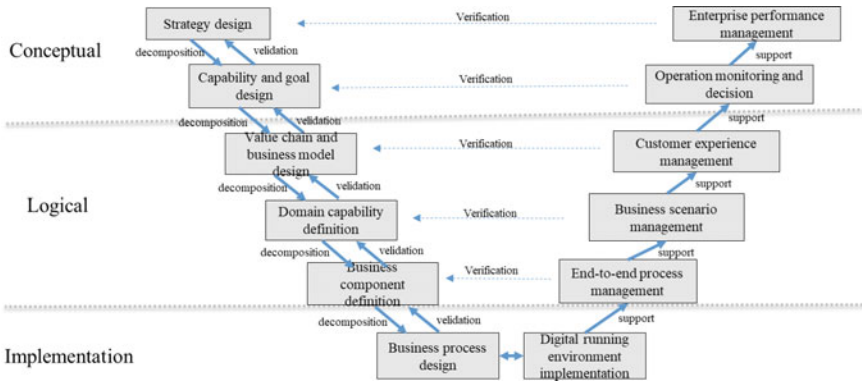 Strategy design
Verification
Enterprise performance
management
Conceptual
decomposition
velidation
support
Capability and goal
design
Verification
Operation monitoring and
decision
decomposition
velidation
support
Value chain and
business model
design
Verification
Customer experience
management
decomposition
validation
support
Logical
Domain capability
definition
Verification
Business scenario
management
decomposition
validation
support
Business
component
definition
Verification
End-to-end process
management
decomposition
validation
support
Implementation
Business process
design
Digital running
environment
implementation